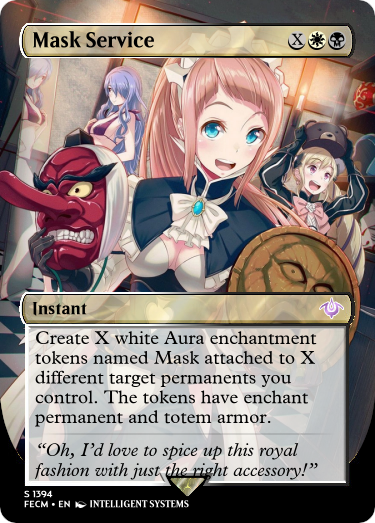 Mask Service X
Instant
Create X white Aura enchantment
tokens named Mask attached to X
different target permanents you
control. The tokens have enchant
permanent and totem armor.
“Oh, I’d love to spice up this royal
fashion with just the right accessory!”
S 1394
FECM • EN INTELLIGENT SYSTEMS